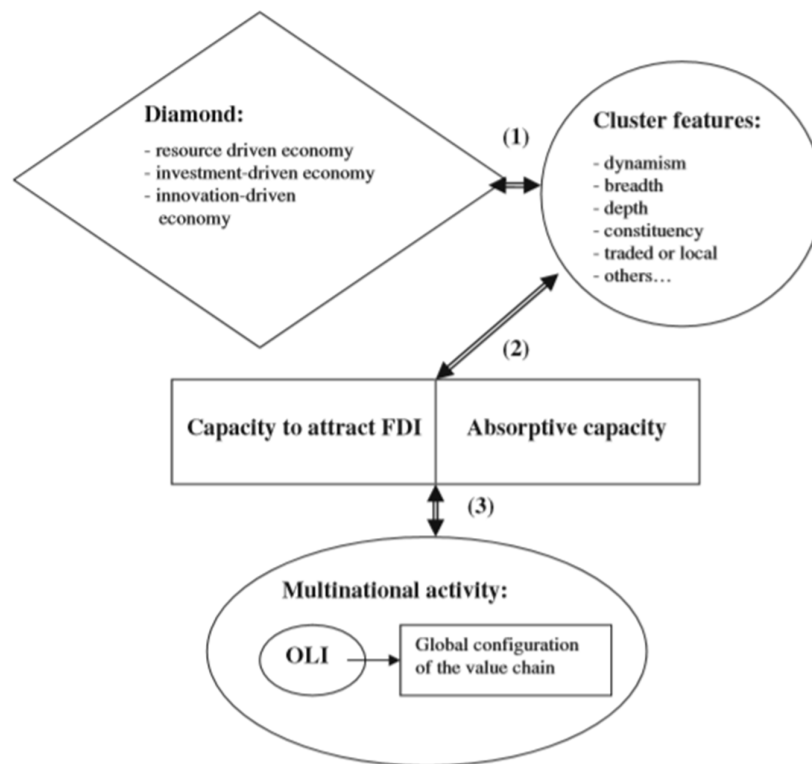 Diamond:
- resource driven economy
- investment-driven economy
- innovation-driven
economy
(1)
Cluster features:
- dynamism
- breadth
- depth
- constituency
- traded or local
- others...
(2)
Capacity to attract FDI
Absorptive capacity
(3)
Multinational activity:
OLI
Global configuration
of the value chain